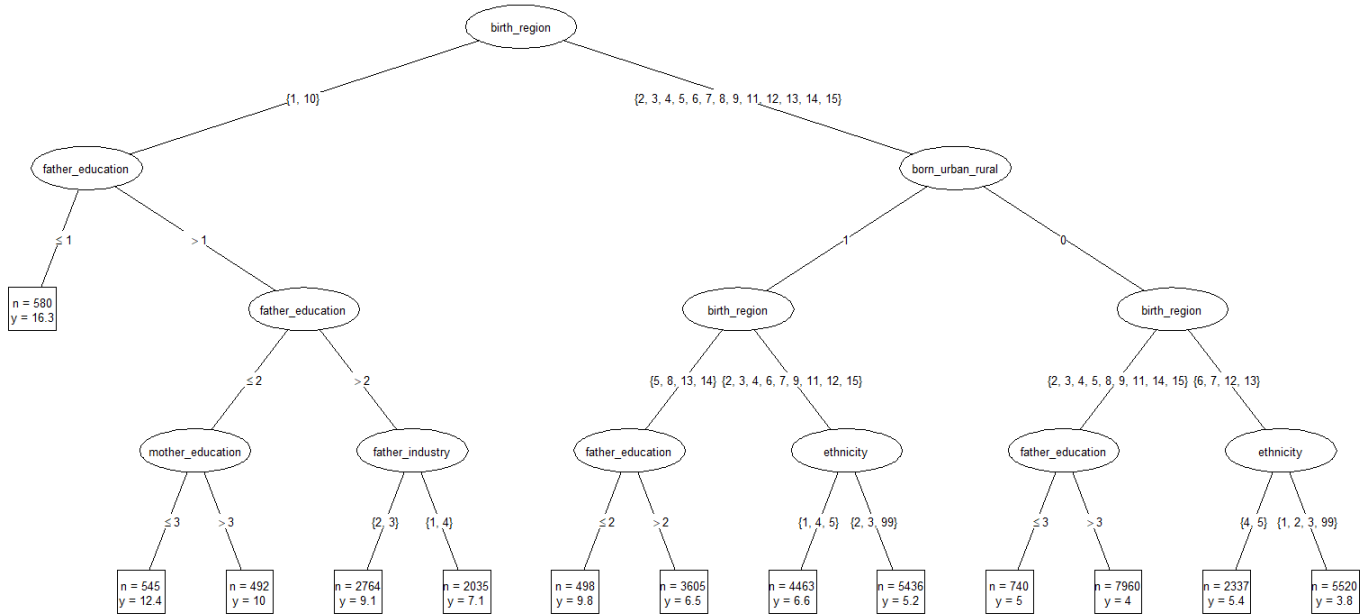 birth_region
{1, 10}
{2, 3, 4, 5, 6, 7, 8, 9, 11, 12, 13, 14, 15}
father_education
born_urban_rural
≤ 1
> 1
1
0
n = 580
y = 16.3
father_education
birth_region
birth_region
≤ 2
> 2
{5, 8, 13, 14}
{2, 3, 4, 6, 7, 9, 11, 12, 15}
{2, 3, 4, 5, 8, 9, 11, 14, 15}
{6, 7, 12, 13}
mother_education
father_industry
father_education
ethnicity
father_education
ethnicity
≤ 3
> 3
{2, 3}
{1, 4}
≤ 2
> 2
{1, 4, 5}
{2, 3, 99}
≤ 3
> 3
{4, 5}
{1, 2, 3, 99}
n = 545
y = 12.4
n = 492
y = 10
n = 2764
y = 9.1
n = 2035
y = 7.1
n = 498
y = 9.8
n = 3605
y = 6.5
n = 4463
y = 6.6
n = 5436
y = 5.2
n = 740
y = 5
n = 7960
y = 4
n = 2337
y = 5.4
n = 5520
y = 3.8